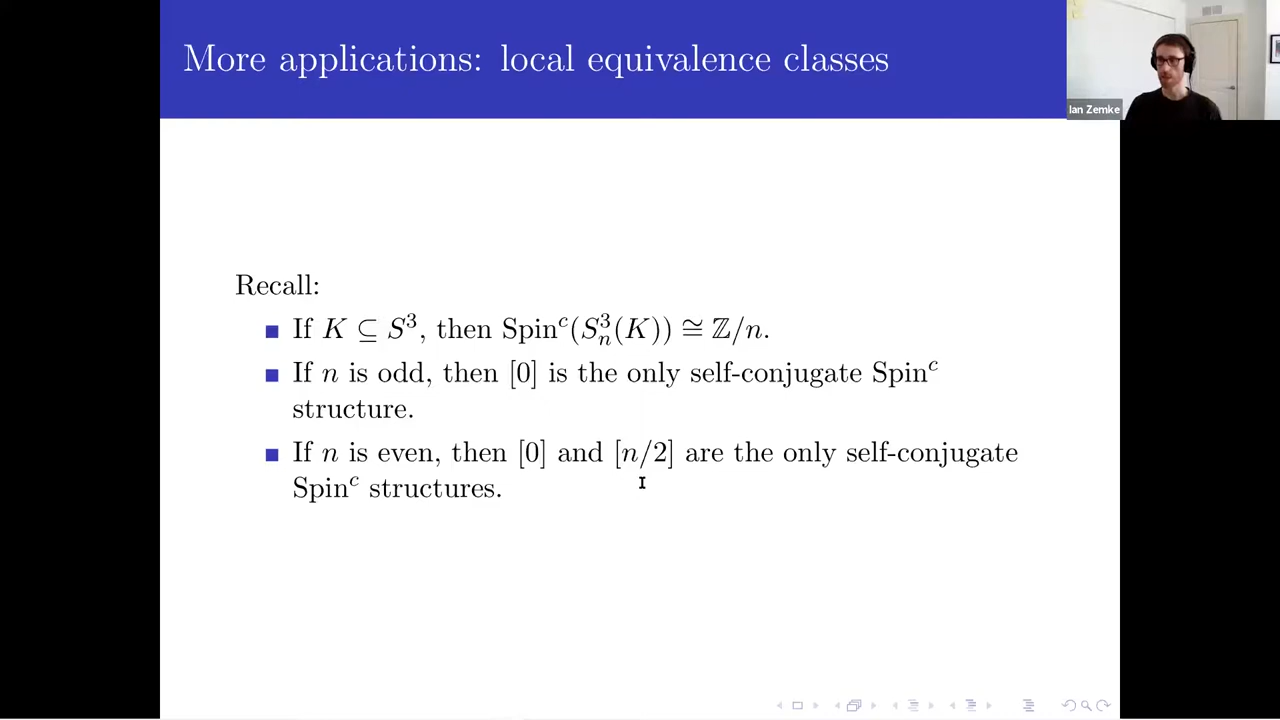 More applications: local equivalence classes
Ian Zemke
Recall:
If K ⊆ S³, then Spinᶜ(S³ₙ(K)) ≅ ℤ/n.
If n is odd, then [0] is the only self-conjugate Spinᶜ
structure.
If n is even, then [0] and [n/2] are the only self-conjugate
Spinᶜ structures.